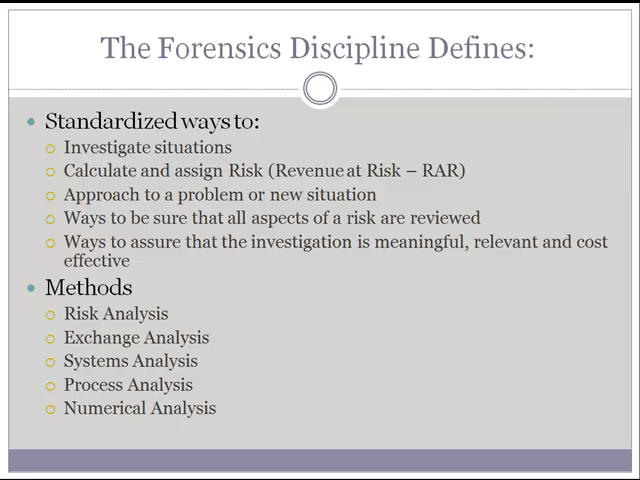 The Forensics Discipline Defines:
Standardized ways to:
Investigate situations
Calculate and assign Risk (Revenue at Risk – RAR)
Approach to a problem or new situation
Ways to be sure that all aspects of a risk are reviewed
Ways to assure that the investigation is meaningful, relevant and cost
effective
Methods
Risk Analysis
Exchange Analysis
Systems Analysis
Process Analysis
Numerical Analysis